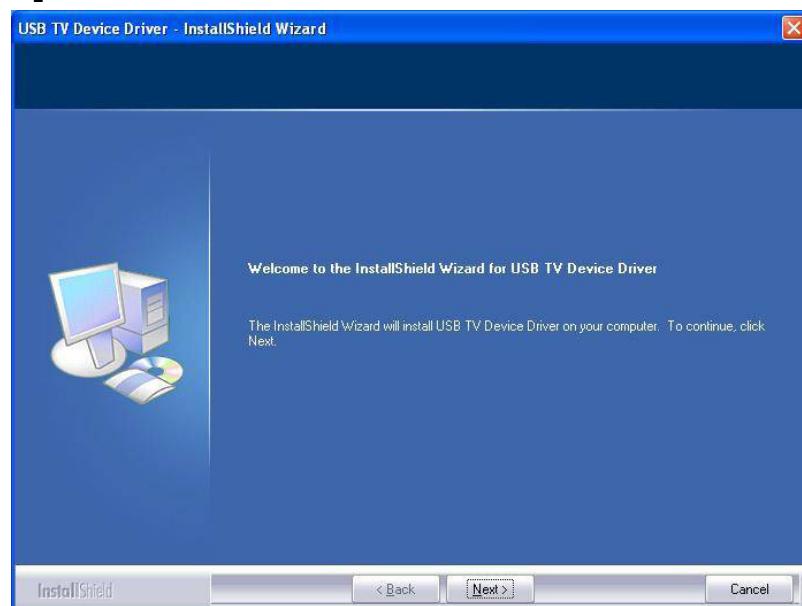 USB TV Device Driver - InstallShield Wizard
Welcome to the InstallShield Wizard for USB TV Device Driver
The InstallShield Wizard will install USB TV Device Driver on your computer. To continue, click
Next.
InstallShield
< Back
Next >
Cancel